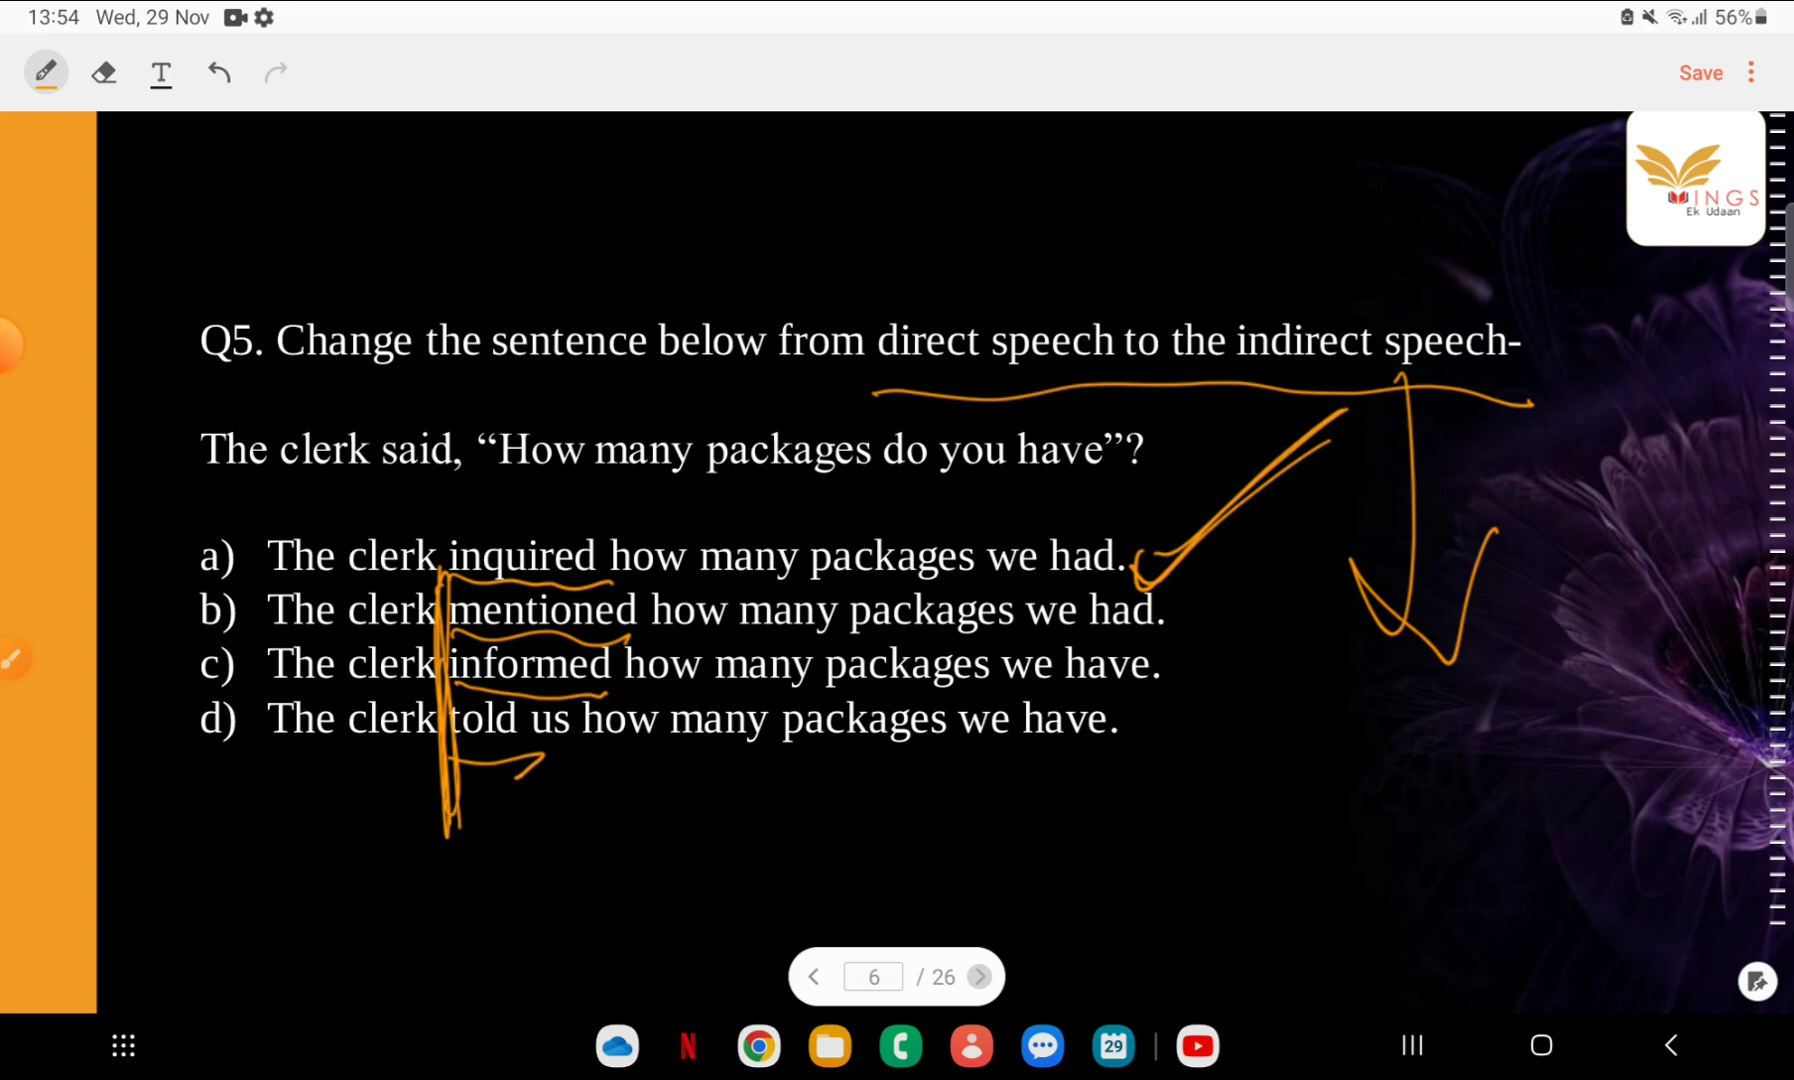 13:54 Wed, 29 Nov 56%
T Save
WINGS
Ek Udaan
Q5. Change the sentence below from direct speech to the indirect speech-
The clerk said, “How many packages do you have”?
a) The clerk inquired how many packages we had.
b) The clerk mentioned how many packages we had.
c) The clerk informed how many packages we have.
d) The clerk told us how many packages we have.
6 / 26
N 29